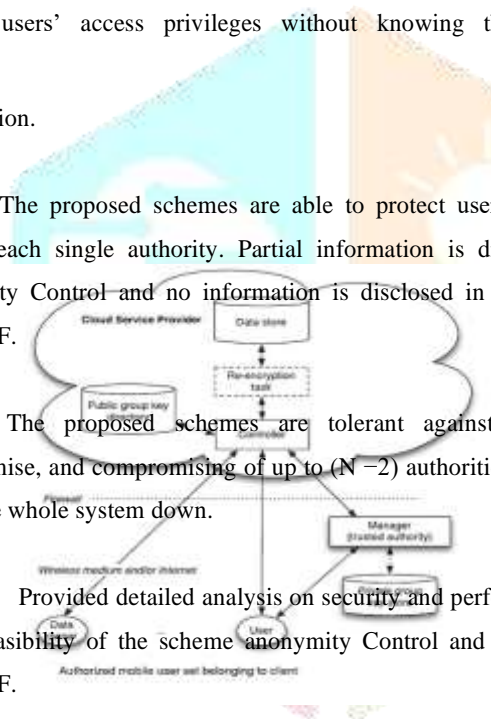 users' access privileges without knowing t
ion.
The proposed schemes are able to protect user
each single authority. Partial information is d
ty Control and no information is disclosed in
F.
Cloud Service Provider
Data store
Re-encryption
task
Public group key
The proposed schemes are tolerant against
Controller
mise, and compromising of up to (N −2) authoriti
Firewall
e whole system down.
Manager
(trusted authority)
Wireless medium and/or internet
Provided detailed analysis on security and perf
Data
User
asibility of the scheme anonymity Control and
Authorized mobile user set belonging to client
F.